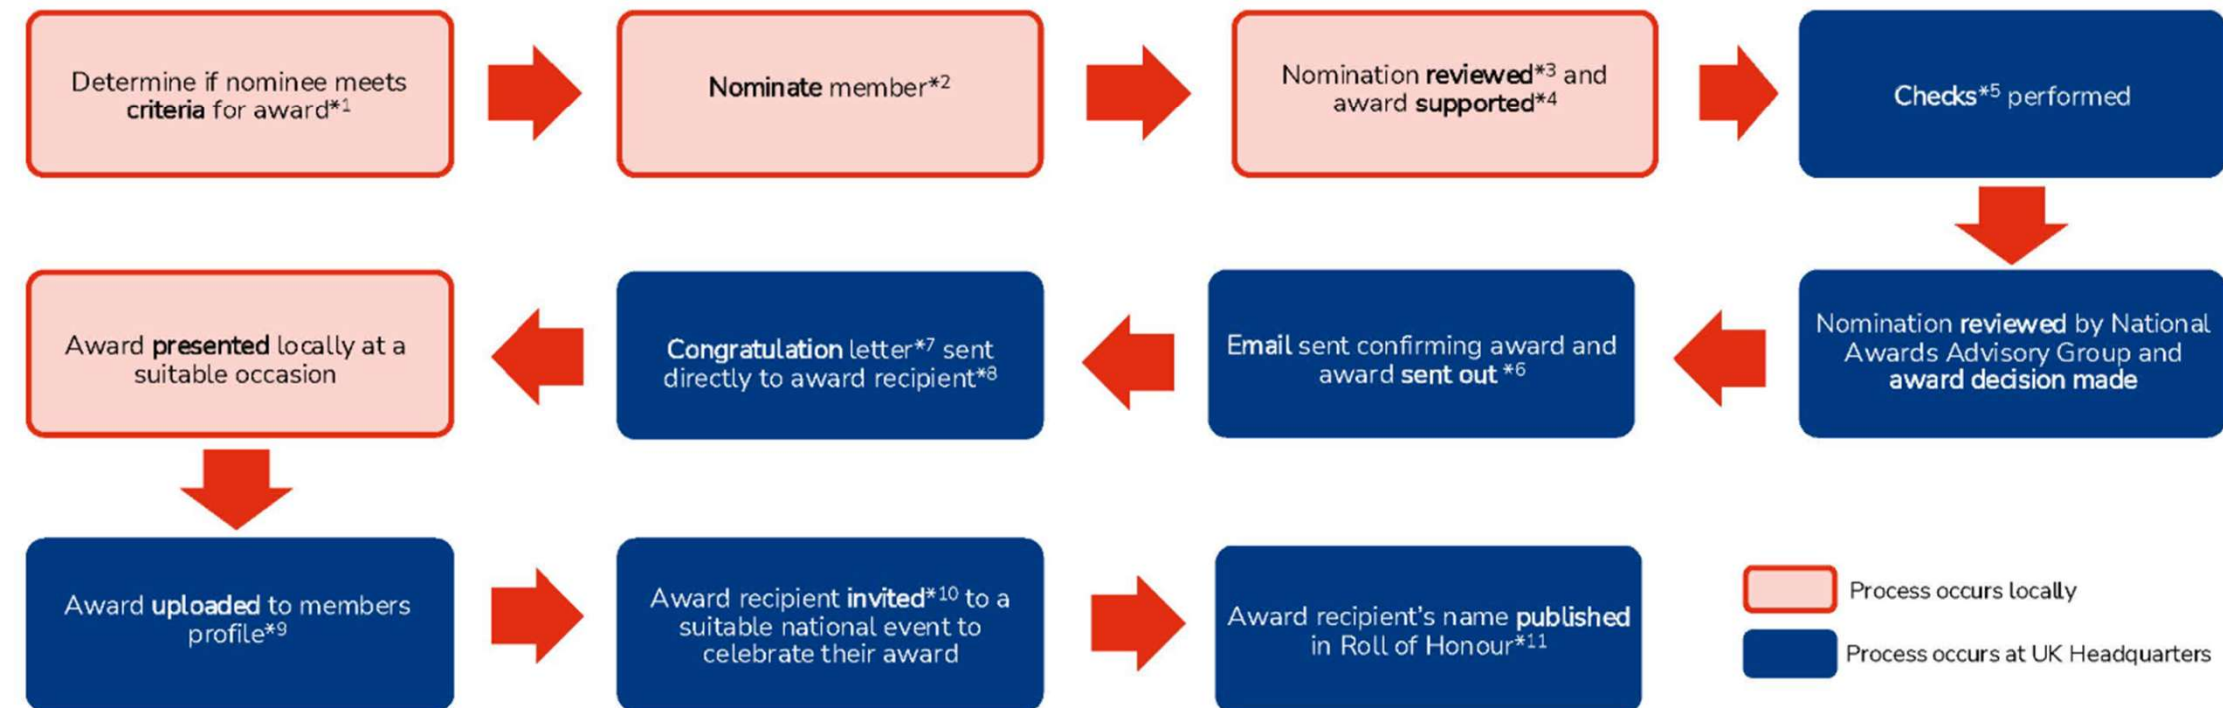 Determine if nominee meets
criteria for award*1
Nominate member*2
Nomination reviewed*3 and
award supported*4
Checks*5 performed
Award presented locally at a
suitable occasion
Congratulation letter*7 sent
directly to award recipient*8
Email sent confirming award and
award sent out *6
Nomination reviewed by National
Awards Advisory Group and
award decision made
Award uploaded to members
profile*9
Award recipient invited*10 to a
suitable national event to
celebrate their award
Award recipient’s name published
in Roll of Honour*11
Process occurs locally
Process occurs at UK Headquarters